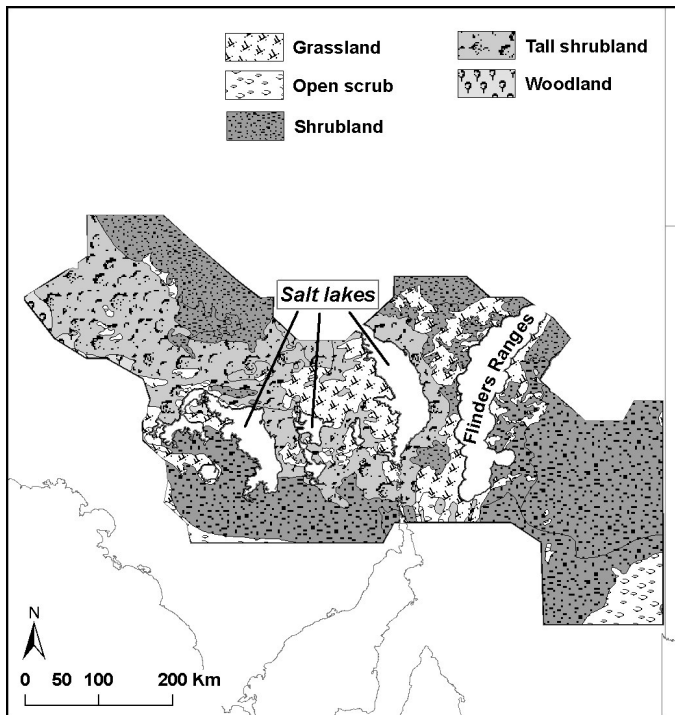 Grassland
Open scrub
Shrubland
Tall shrubland
Woodland
Salt lakes
Flinders Ranges
N
0 50 100 200 Km